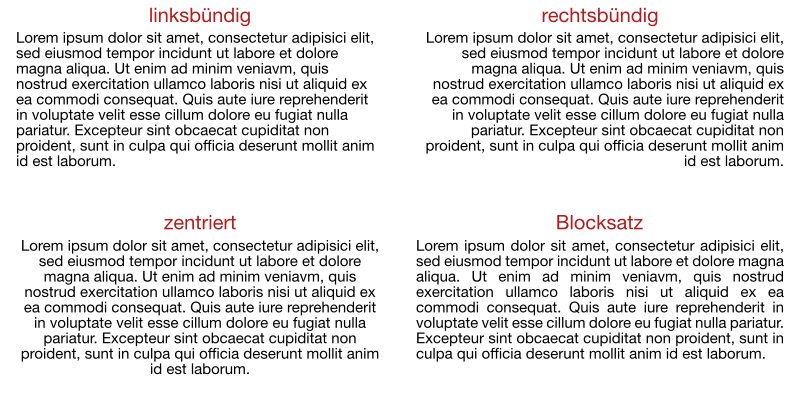 linksbündig
Lorem ipsum dolor sit amet, consectetur adipisici elit,
sed eiusmod tempor incidunt ut labore et dolore
magna aliqua. Ut enim ad minim veniavm, quis
nostrud exercitation ullamco laboris nisi ut aliquid ex
ea commodi consequat. Quis aute iure reprehenderit
in voluptate velit esse cillum dolore eu fugiat nulla
pariatur. Excepteur sint obcaecat cupiditat non
proident, sunt in culpa qui officia deserunt mollit anim
id est laborum.
rechtsbündig
Lorem ipsum dolor sit amet, consectetur adipisici elit,
sed eiusmod tempor incidunt ut labore et dolore
magna aliqua. Ut enim ad minim veniavm, quis
nostrud exercitation ullamco laboris nisi ut aliquid ex
ea commodi consequat. Quis aute iure reprehenderit
in voluptate velit esse cillum dolore eu fugiat nulla
pariatur. Excepteur sint obcaecat cupiditat non
proident, sunt in culpa qui officia deserunt mollit anim
id est laborum.
zentriert
Lorem ipsum dolor sit amet, consectetur adipisici elit,
sed eiusmod tempor incidunt ut labore et dolore
magna aliqua. Ut enim ad minim veniavm, quis
nostrud exercitation ullamco laboris nisi ut aliquid ex
ea commodi consequat. Quis aute iure reprehenderit
in voluptate velit esse cillum dolore eu fugiat nulla
pariatur. Excepteur sint obcaecat cupiditat non
proident, sunt in culpa qui officia deserunt mollit anim
id est laborum.
Blocksatz
Lorem ipsum dolor sit amet, consectetur adipisici elit,
sed eiusmod tempor incidunt ut labore et dolore magna
aliqua. Ut enim ad minim veniavm, quis nostrud
exercitation ullamco laboris nisi ut aliquid ex ea
commodo consequat. Quis aute iure reprehenderit in
voluptate velit esse cillum dolore eu fugiat nulla pariatur.
Excepteur sint obcaecat cupiditat non proident, sunt in
culpa qui officia deserunt mollit anim id est laborum.